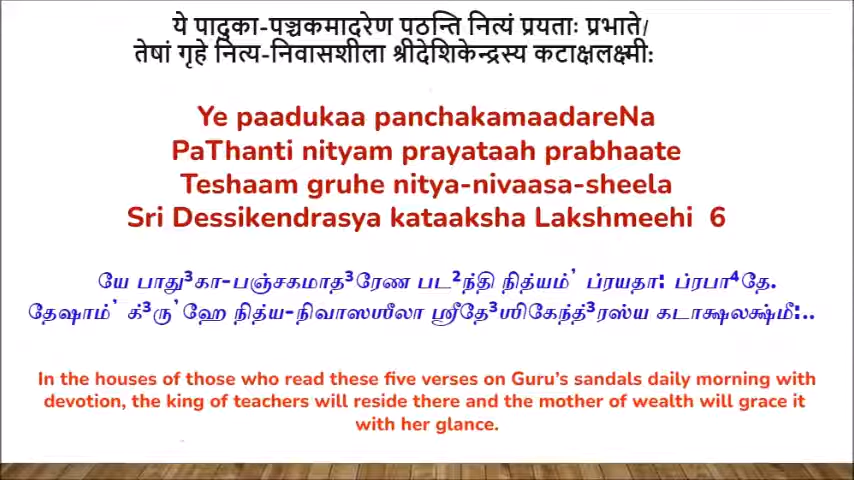 ये पादुका-पञ्चकमादरेण पठन्ति नित्यं प्रयताः प्रभाते/
तेषां गृहे नित्य-निवासशीला श्रीदेशिकेन्द्रस्य कटाक्षलक्ष्मीः
Ye paadukaa panchakamaadareNa
PaThanti nityam prayataah prabhaate
Teshaam gruhe nitya-nivaasa-sheela
Sri Dessikendrasya kataaksha Lakshmeehi 6
யே பாது³கா-பஞ்சகமாத³ரேண பட²ந்தி நித்யம்ʼ ப்ரயதா: ப்ரபா⁴தே.
தேஷாம்ʼ க்³ருʼஹே நித்ய-நிவாஸஶீலா ஶ்ரீதே³ஶிகேந்த்³ரஸ்ய கடாக்ஷலக்ஷ்மீ:..
In the houses of those who read these five verses on Guru's sandals daily morning with
devotion, the king of teachers will reside there and the mother of wealth will grace it
with her glance.